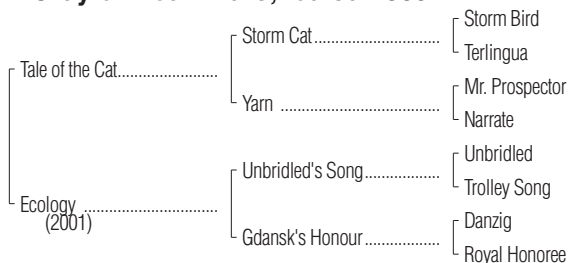 Storm Bird
Storm Cat
Terlingua
Tale of the Cat
Mr. Prospector
Yarn
Narrate
Unbridled
Unbridled's Song
Trolley Song
Ecology
(2001)
Danzig
Gdansk's Honour
Royal Honoree